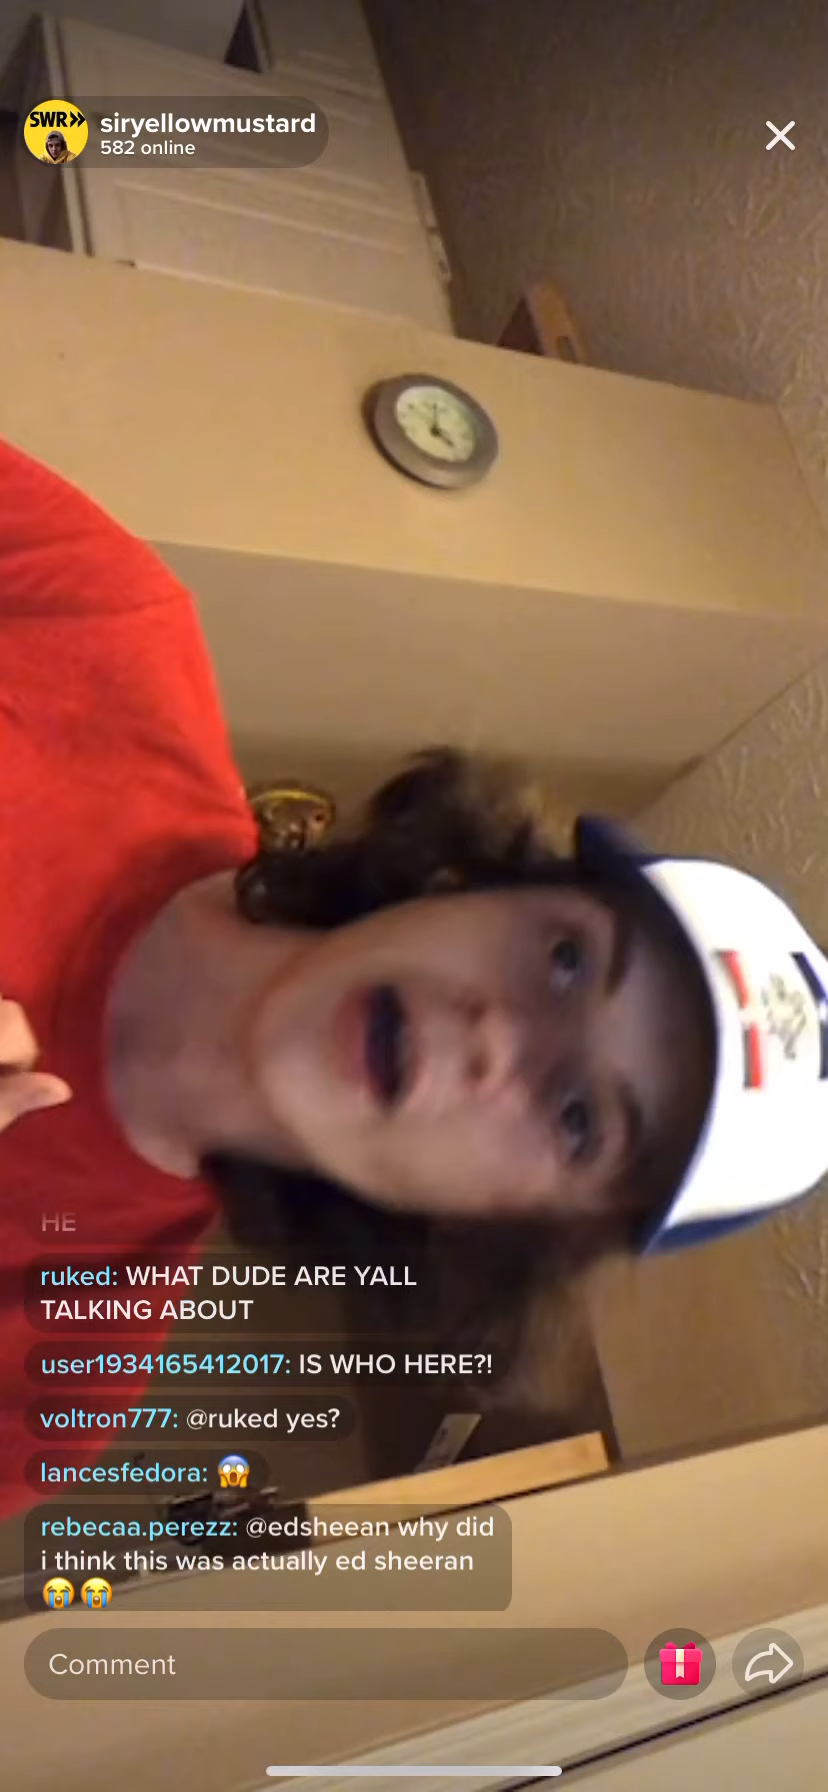 SWR»
siryellowmustard
582 online
HE
ruked: WHAT DUDE ARE YALL
TALKING ABOUT
user1934165412017: IS WHO HERE?!
voltron777: @ruked yes?
lancesfedora: 😱
rebecaa.perezz: @edsheean why did
i think this was actually ed sheeran
😭😭
Comment